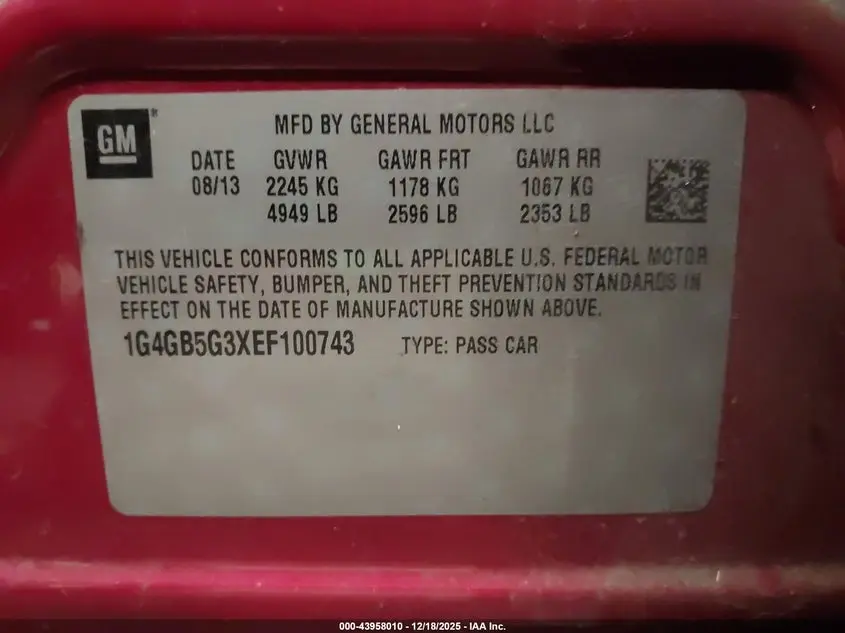 GM
MFD BY GENERAL MOTORS LLC
DATE GVWR GAWR FRT GAWR RR
08/13 2245 KG 1178 KG 1067 KG
4949 LB 2596 LB 2353 LB
THIS VEHICLE CONFORMS TO ALL APPLICABLE U.S. FEDERAL MOTOR
VEHICLE SAFETY, BUMPER, AND THEFT PREVENTION STANDARDS IN
EFFECT ON THE DATE OF MANUFACTURE SHOWN ABOVE.
1G4GB5G3XEF100743 TYPE: PASS CAR
000-43958010 - 12/18/2025 - IAA Inc.